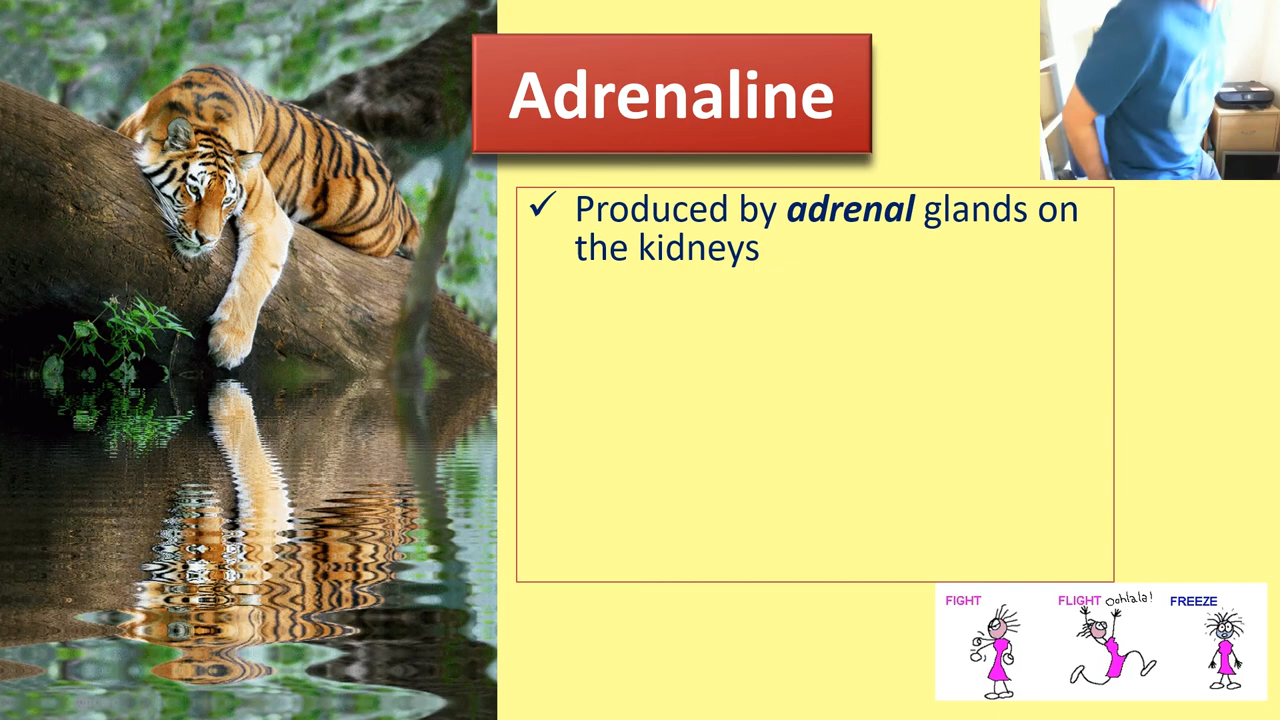 Adrenaline
✓ Produced by adrenal glands on
the kidneys
FIGHT
FLIGHT Oohlala!
FREEZE